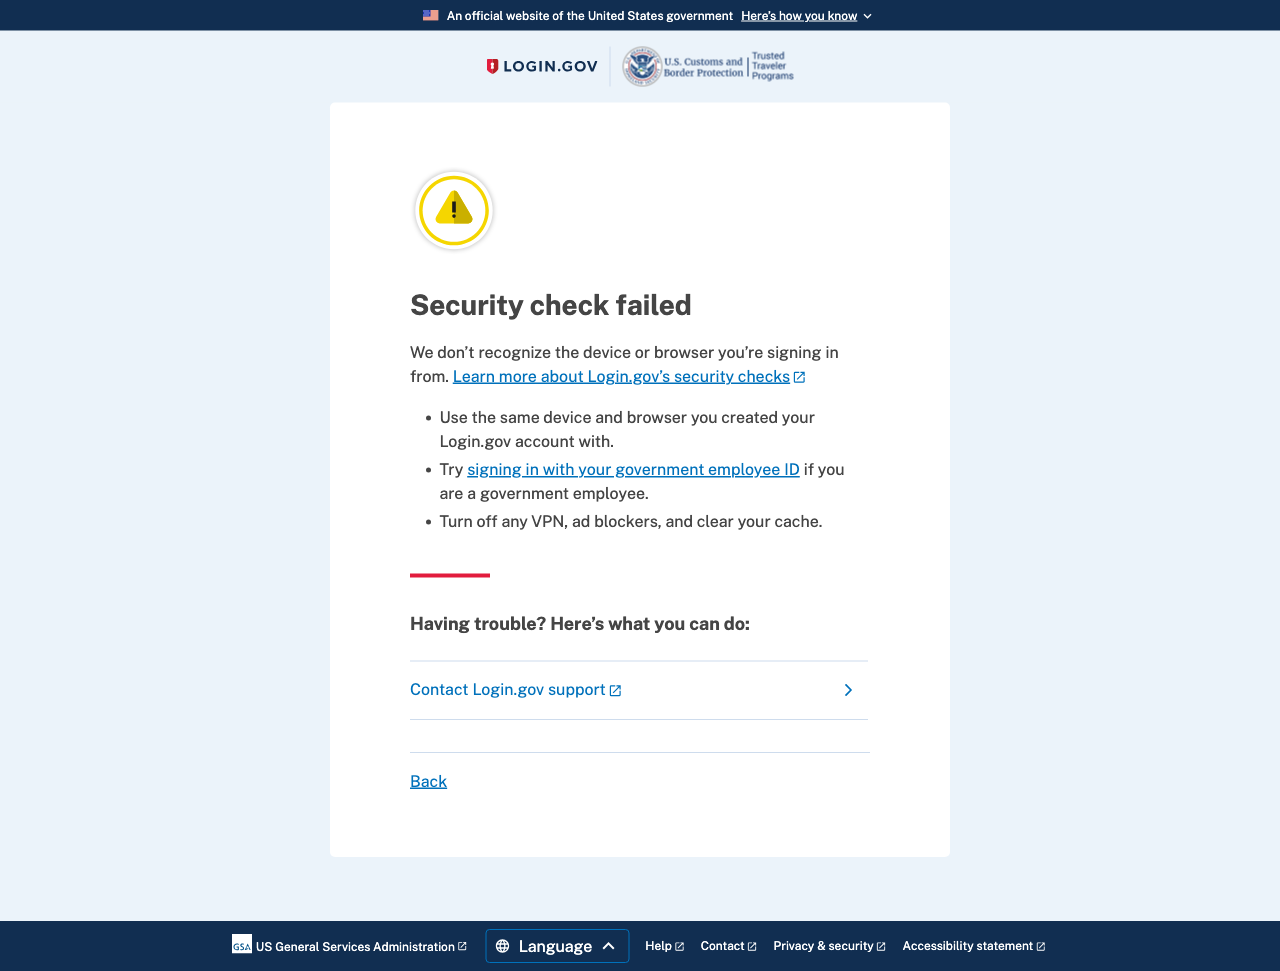 An official website of the United States government Here's how you know
LOGIN.GOV
U.S. Customs and
Border Protection
Trusted
Traveler
Programs
Security check failed
We don’t recognize the device or browser you’re signing in
from. Learn more about Login.gov’s security checks
• Use the same device and browser you created your
Login.gov account with.
• Try signing in with your government employee ID if you
are a government employee.
• Turn off any VPN, ad blockers, and clear your cache.
Having trouble? Here’s what you can do:
Contact Login.gov support
Back
GSA US General Services Administration Language Help Contact Privacy & security Accessibility statement